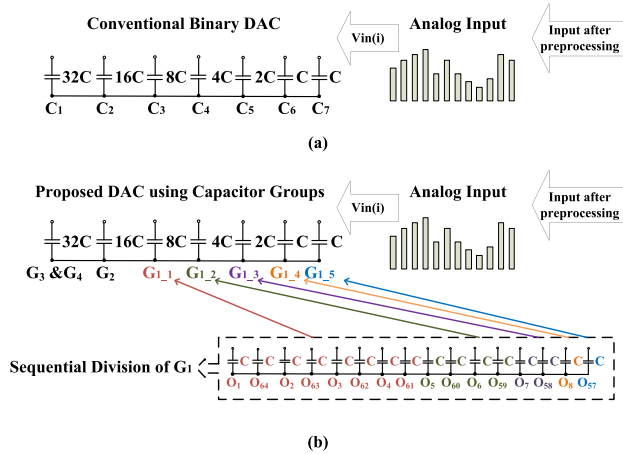 Conventional Binary DAC
Vin(i)
Analog Input
Input after
preprocessing
32C 16C 8C 4C 2C C C
C1 C2 C3 C4 C5 C6 C7
(a)
Proposed DAC using Capacitor Groups
Vin(i)
Analog Input
Input after
preprocessing
32C 16C 8C 4C 2C C C
G3 &G4 G2 G1_1 G1_2 G1_3 G1_4 G1_5
Sequential Division of G1
C C C C C C C C C C C C C C C
O1 O64 O2 O63 O3 O62 O4 O61 O5 O60 O6 O59 O7 O58 O8 O57
(b)